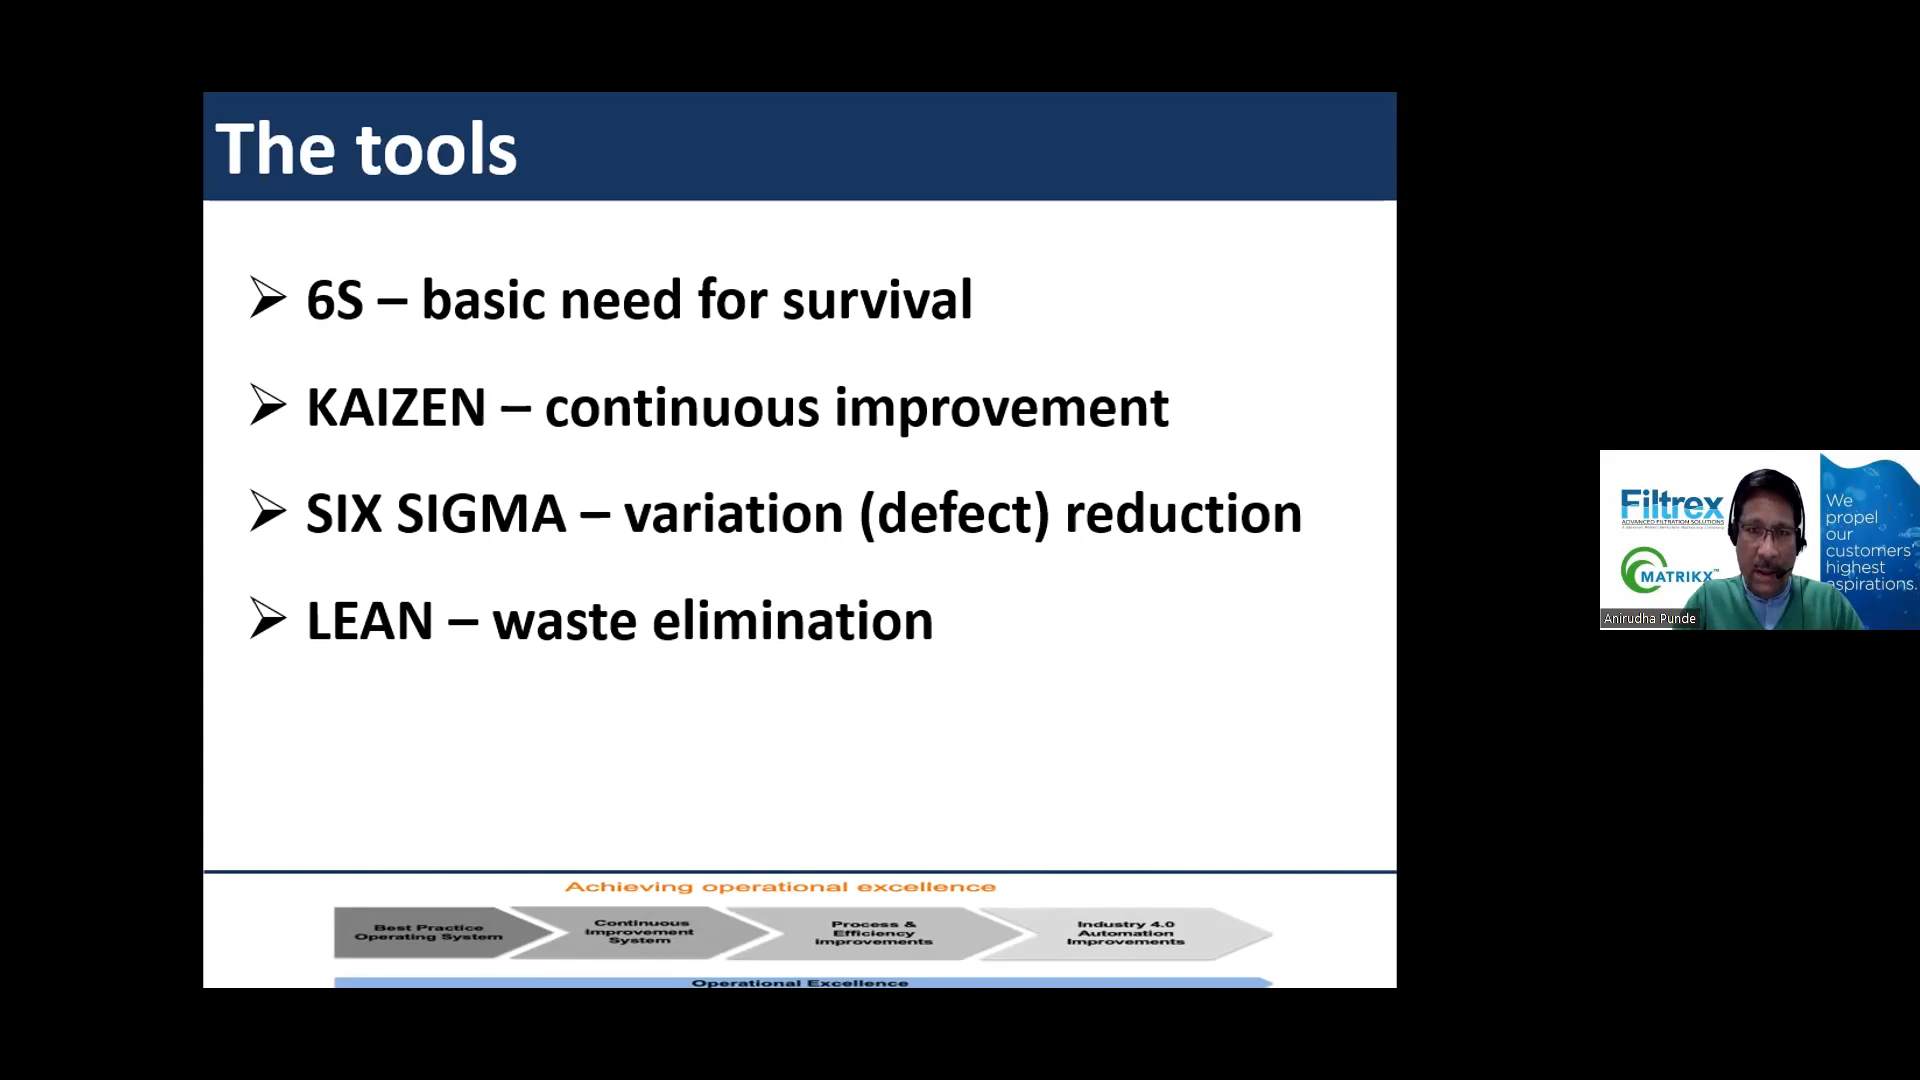 The tools
6S – basic need for survival
KAIZEN – continuous improvement
SIX SIGMA – variation (defect) reduction
LEAN – waste elimination
Achieving operational excellence
Best Practice
Operating System
Continuous
Improvement
System
Process &
Efficiency
improvements
Industry 4.0
Automation
Improvements
Operational Excellence
Filtrex
ADVANCED FILTRATION SOLUTIONS
MATRIKX™
We
propel
our
customers'
highest
aspirations.
Anirudha Punde